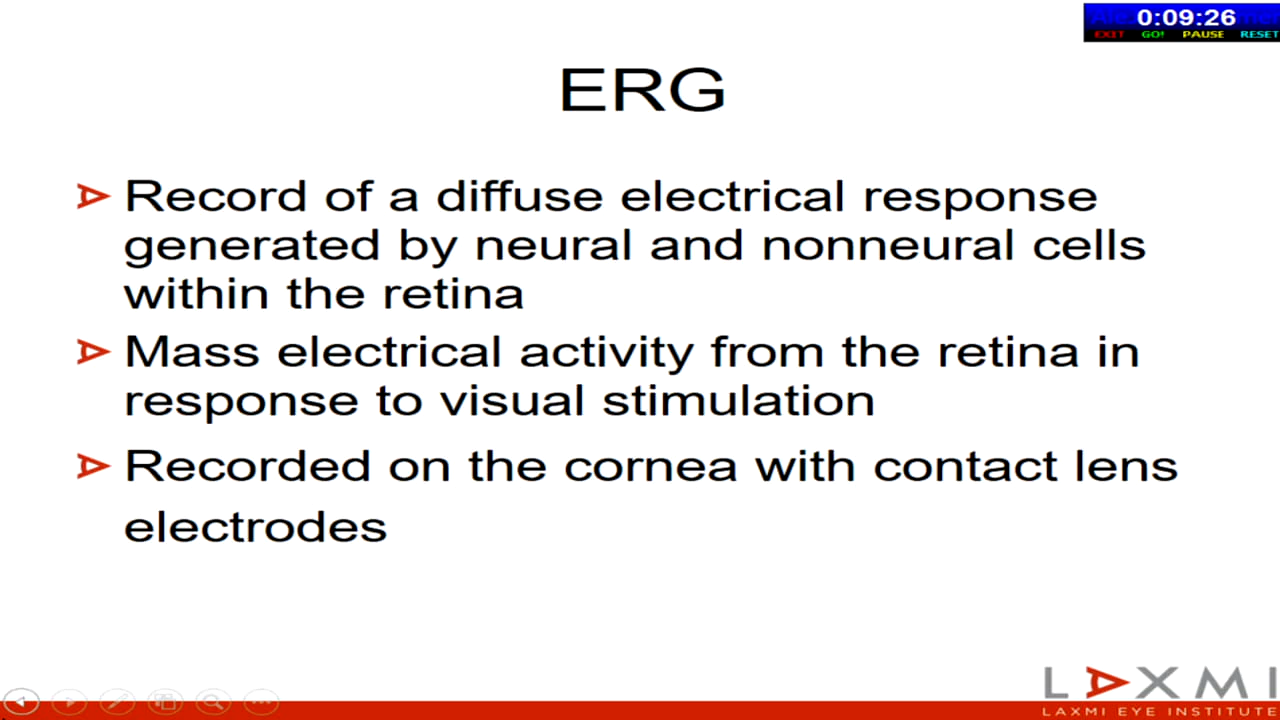 0:09:26
EXIT GO! PAUSE RESET
ERG
Record of a diffuse electrical response
generated by neural and nonneural cells
within the retina
Mass electrical activity from the retina in
response to visual stimulation
Recorded on the cornea with contact lens
electrodes
LAXMI
LAXMI EYE INSTITUTE